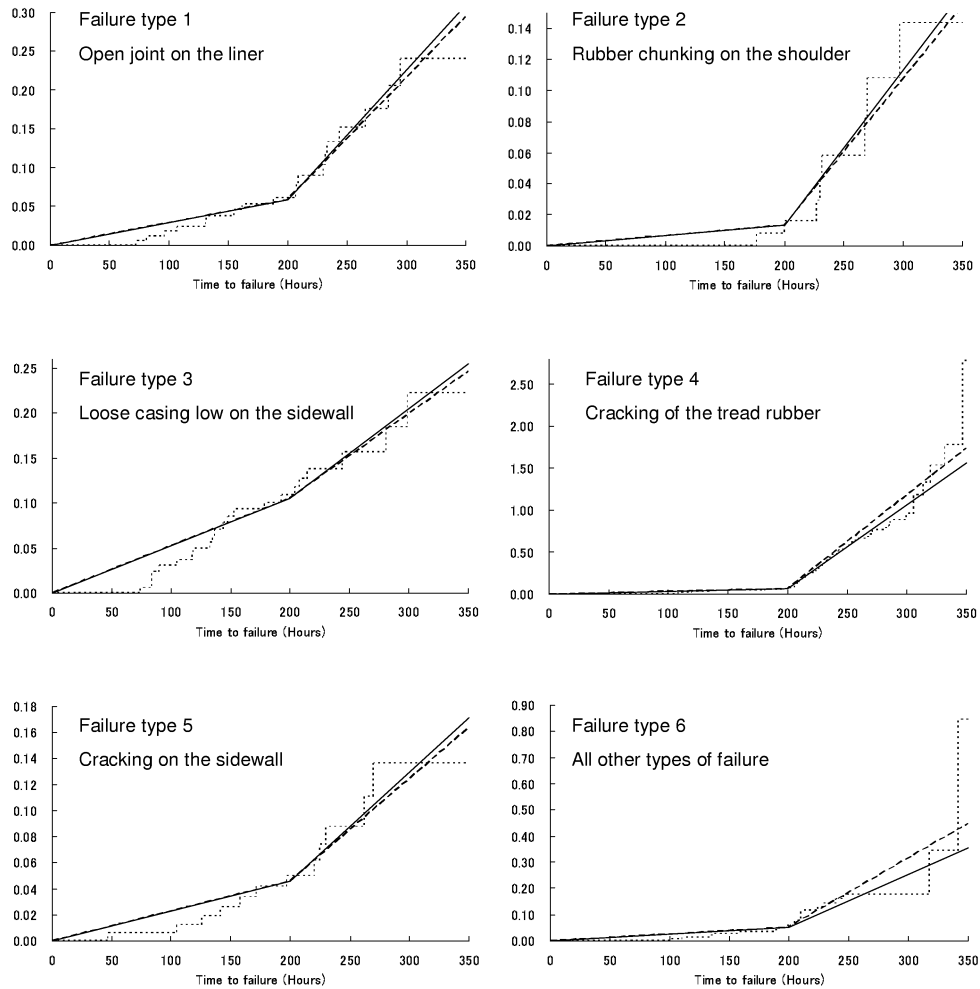 Failure type 1
Open joint on the liner
0.30
0.25
0.20
0.15
0.10
0.05
0.00
0 50 100 150 200 250 300 350
Time to failure (Hours)
Failure type 2
Rubber chunking on the shoulder
0.14
0.12
0.10
0.08
0.06
0.04
0.02
0.00
0 50 100 150 200 250 300 350
Time to failure (Hours)
Failure type 3
Loose casing low on the sidewall
0.25
0.20
0.15
0.10
0.05
0.00
0 50 100 150 200 250 300 350
Time to failure (Hours)
Failure type 4
Cracking of the tread rubber
2.50
2.00
1.50
1.00
0.50
0.00
0 50 100 150 200 250 300 350
Time to failure (Hours)
Failure type 5
Cracking on the sidewall
0.18
0.16
0.14
0.12
0.10
0.08
0.06
0.04
0.02
0.00
0 50 100 150 200 250 300 350
Time to failure (Hours)
Failure type 6
All other types of failure
0.90
0.80
0.70
0.60
0.50
0.40
0.30
0.20
0.10
0.00
0 50 100 150 200 250 300 350
Time to failure (Hours)